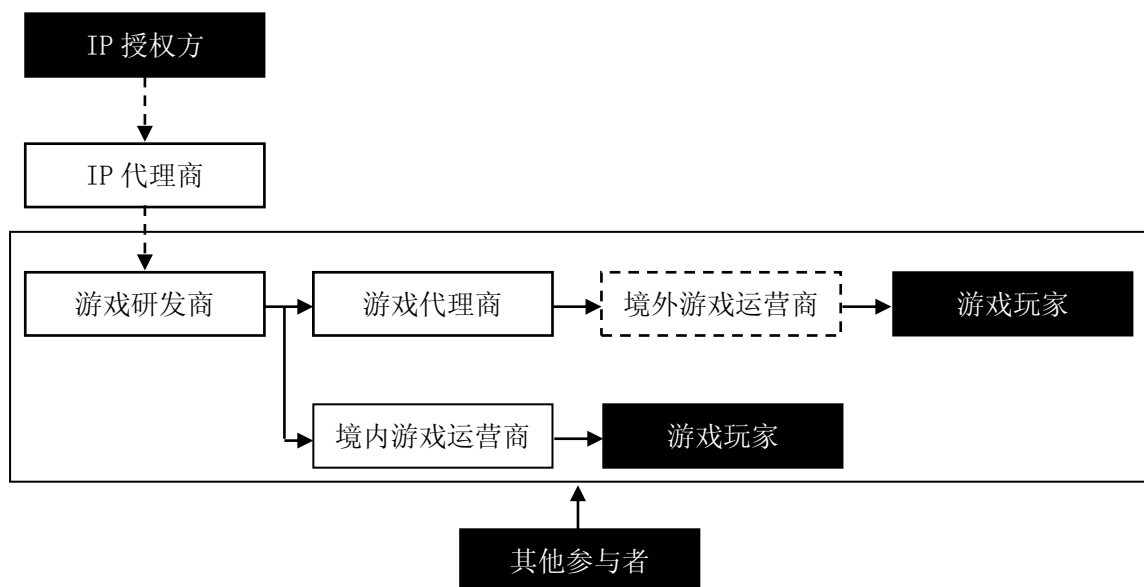 IP 授权方
IP 代理商
游戏研发商
游戏代理商
境外游戏运营商
游戏玩家
境内游戏运营商
游戏玩家
其他参与者